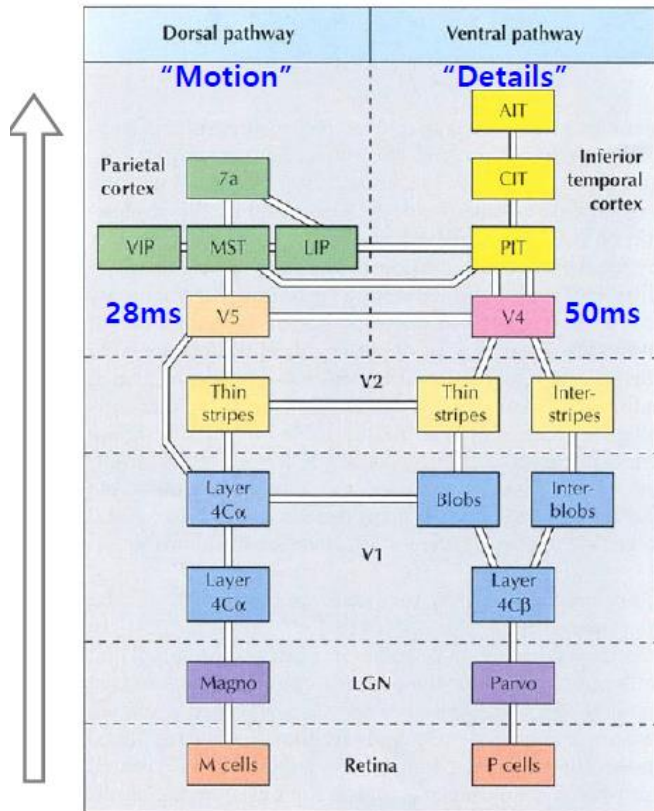 Dorsal pathway
Ventral pathway
“Motion”
“Details”
AIT
Parietal
cortex
7a
CIT
Inferior
temporal
cortex
VIP
MST
LIP
PIT
28ms
V5
V4
50ms
V2
Thin
stripes
Thin
stripes
Inter-
stripes
Layer
4Cα
Blobs
Inter-
blobs
V1
Layer
4Cα
Layer
4Cβ
Magno
LGN
Parvo
M cells
Retina
P cells